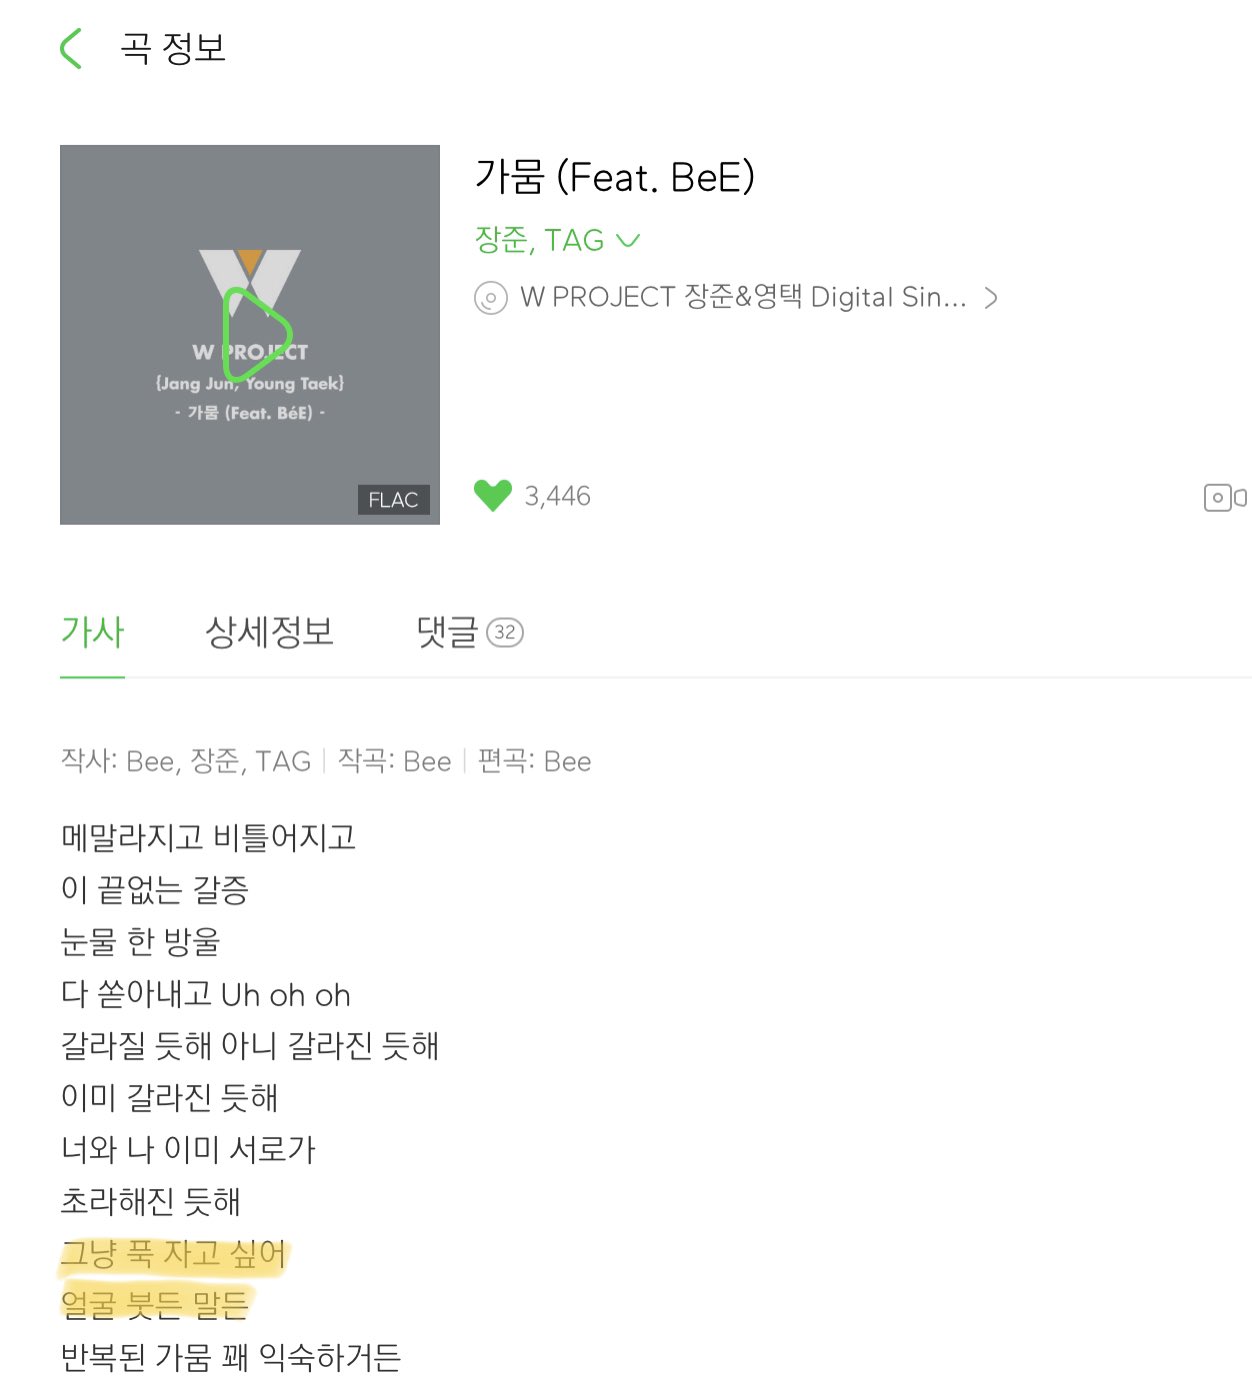 곡 정보
W PROJECT
{Jang Jun, Young Taek}
- 가뭄 (Feat. BéE) -
FLAC
가뭄 (Feat. BeE)
장준, TAG
W PROJECT 장준&영택 Digital Sin...
3,446
가사 상세정보 댓글 32
작사: Bee, 장준, TAG | 작곡: Bee | 편곡: Bee
메말라지고 비틀어지고
이 끝없는 갈증
눈물 한 방울
다 쏟아내고 Uh oh oh
갈라질 듯해 아니 갈라진 듯해
이미 갈라진 듯해
너와 나 이미 서로가
초라해진 듯해
그냥 푹 자고 싶어
얼굴 붓든 말든
반복된 가뭄 꽤 익숙하거든